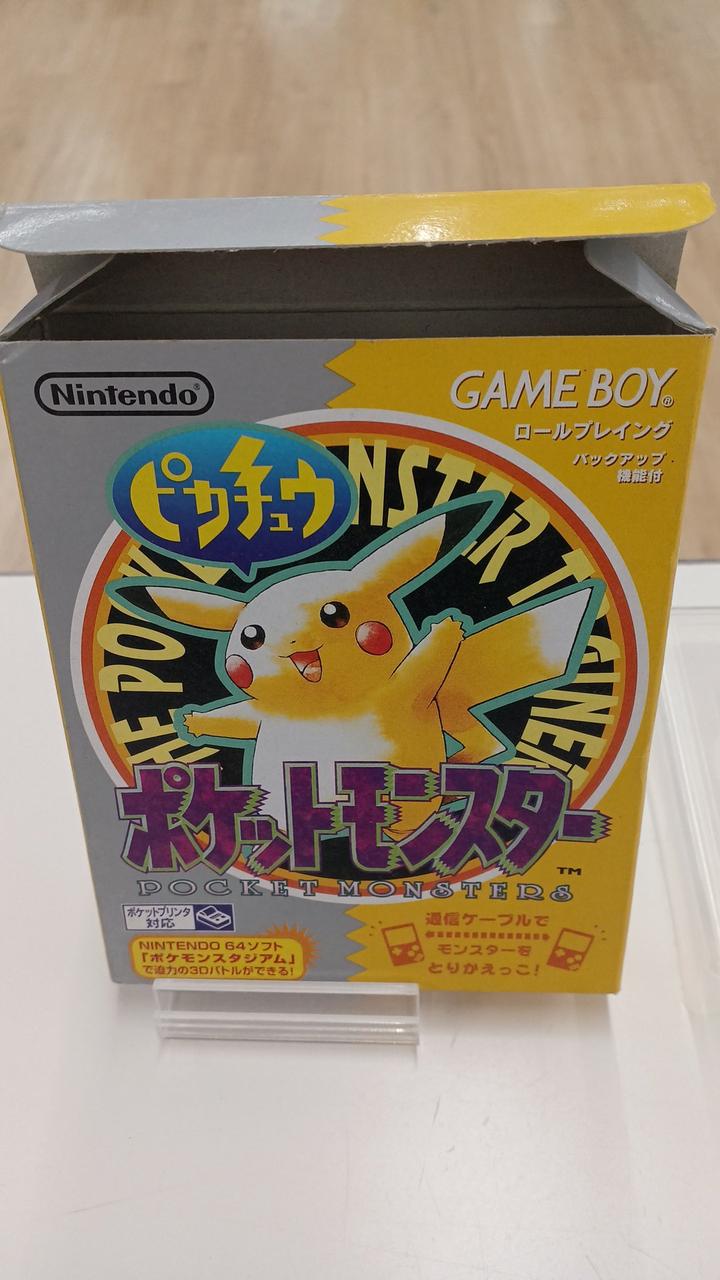 Nintendo®
GAME BOY®
ロールプレイング
バックアップ
機能付
ピカチュウ
ポケットモンスター
TM
POCKET MONSTERS
ポケットプリンタ
対応
NINTENDO 64ソフト
「ポケモンスタジアム」
で迫力の3Dバトルができる!
通信ケーブルで
モンスターを
とりかえっこ!